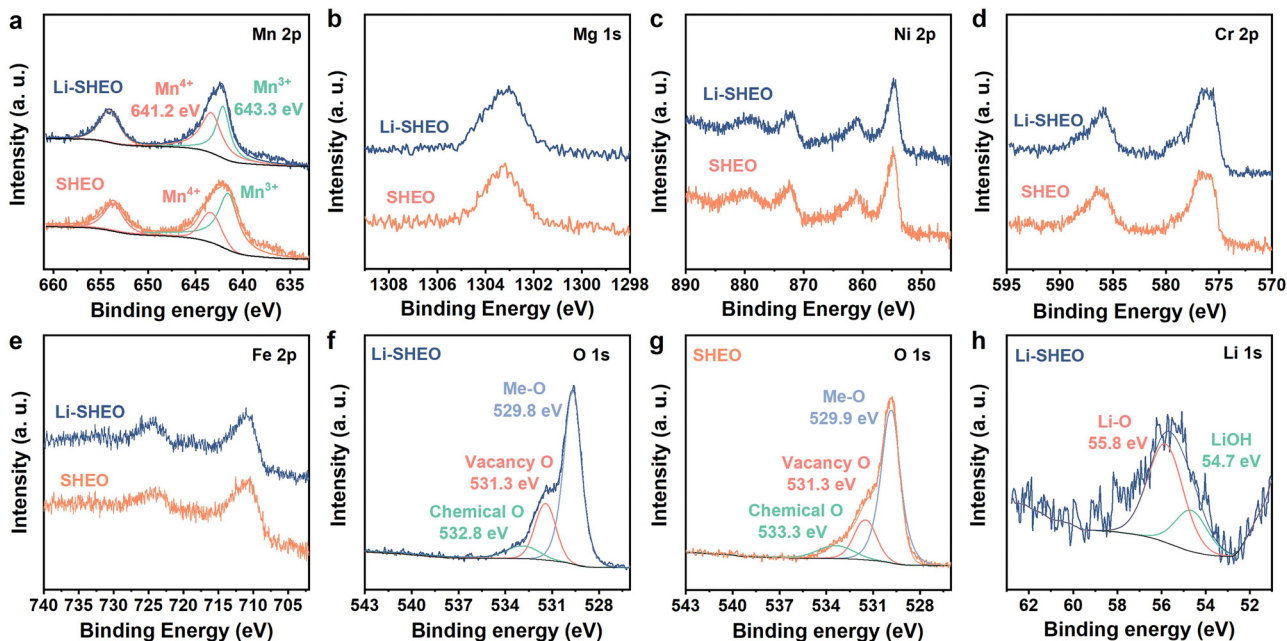 a
Mn 2p
Li-SHEO
Mn4+
641.2 eV
Mn3+
643.3 eV
SHEO
Mn4+
Mn3+
660 655 650 645 640 635
Binding energy (eV)
Intensity (a. u.)
b
Mg 1s
Li-SHEO
SHEO
1308 1306 1304 1302 1300 1298
Binding energy (eV)
Intensity (a. u.)
c
Ni 2p
Li-SHEO
SHEO
890 880 870 860 850
Binding energy (eV)
Intensity (a. u.)
d
Cr 2p
Li-SHEO
SHEO
595 590 585 580 575 570
Binding energy (eV)
Intensity (a. u.)
e
Fe 2p
Li-SHEO
SHEO
740 735 730 725 720 715 710 705
Binding Energy (eV)
Intensity (a. u.)
f
Li-SHEO
O 1s
Me-O
529.8 eV
Vacancy O
531.3 eV
Chemical O
532.8 eV
543 540 537 534 531 528
Binding Energy (eV)
Intensity (a. u.)
g
SHEO
O 1s
Me-O
529.9 eV
Vacancy O
531.3 eV
Chemical O
533.3 eV
543 540 537 534 531 528
Binding Energy (eV)
Intensity (a. u.)
h
Li-SHEO
Li 1s
Li-O
55.8 eV
LiOH
54.7 eV
62 60 58 56 54 52
Binding Energy (eV)
Intensity (a. u.)